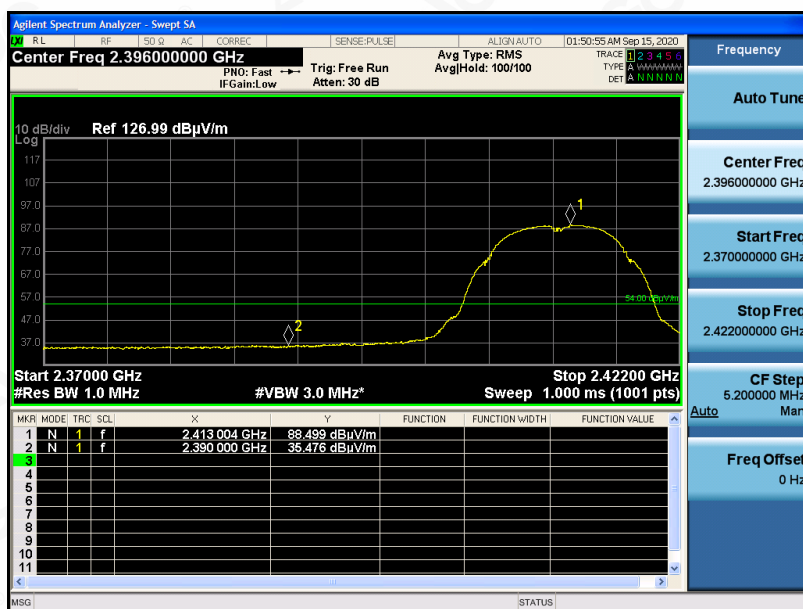 Agilent Spectrum Analyzer - Swept SA
LXI RL RF 50 Ω AC CORREC SENSE:PULSE ALIGN AUTO 01:50:55 AM Sep 15, 2020
Center Freq 2.396000000 GHz
PNO: Fast
IFGain:Low
Trig: Free Run
Atten: 30 dB
Avg Type: RMS
Avg|Hold: 100/100
TRACE 1 2 3 4 5 6
TYPE A WWWWW
DET A N N N N N
10 dB/div Ref 126.99 dBµV/m
Log
117
107
97.0
87.0
77.0
67.0
57.0
47.0
37.0
1
2
54.00 dBµV/m
Start 2.37000 GHz Stop 2.42200 GHz
#Res BW 1.0 MHz #VBW 3.0 MHz* Sweep 1.000 ms (1001 pts)
MKR MODE TRC SCL X Y FUNCTION FUNCTION WIDTH FUNCTION VALUE
1 N 1 f 2.413 004 GHz 88.499 dBµV/m
2 N 1 f 2.390 000 GHz 35.476 dBµV/m
3
4
5
6
7
8
9
10
11
MSG STATUS
Frequency
Auto Tune
Center Freq
2.396000000 GHz
Start Freq
2.370000000 GHz
Stop Freq
2.422000000 GHz
CF Step
5.200000 MHz
Auto Man
Freq Offset
0 Hz